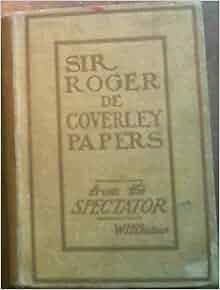 SIR
ROGER
DE
COVERLEY
PAPERS
from the
SPECTATOR